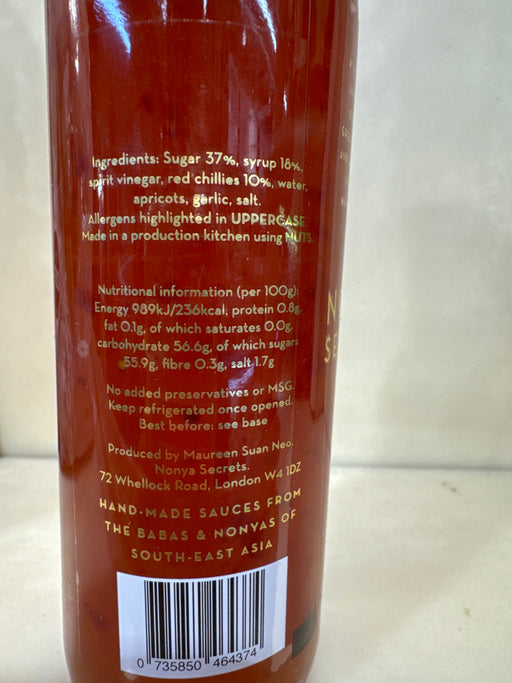 Ingredients: Sugar 37%, syrup 18%,
spirit vinegar, red chillies 10%, water,
apricots, garlic, salt.
Allergens highlighted in UPPERCASE
Made in a production kitchen using NUTS.
Nutritional information (per 100g):
Energy 989kJ/236kcal, protein 0.8g,
fat 0.1g, of which saturates 0.0g,
carbohydrate 56.6g, of which sugars
55.9g, fibre 0.3g, salt 1.7g
No added preservatives or MSG.
Keep refrigerated once opened.
Best before: see base
Produced by Maureen Suan Neo,
Nonya Secrets.
72 Whellock Road, London W4 1DZ
HAND-MADE SAUCES FROM
THE BABAS & NONYAS OF
SOUTH-EAST ASIA
0 735850 464374